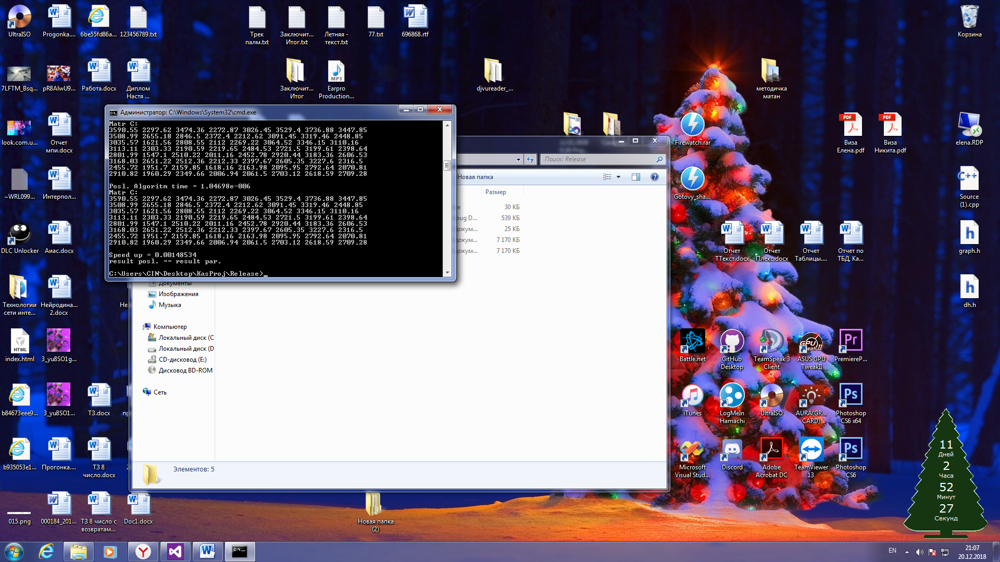 UltraISO
Progonka....
6be55fd86a...
123456789.txt
Трек
палм.txt
Заключит...
Итог.txt
Летняя -
текст.txt
77.txt
696868.rtf
Корзина
7LFTM_Bsq...
pR8AIwU9...
Работа.docx
Диплом
Настя ...
Заключит...
Итог
MP3
Earpro
Production...
djvureader_...
методичка
матан
look.com.u...
Отчет
мпи.docx
Firewatch.rar
PDF
Виза
Елена.pdf
PDF
Виза
Никита.pdf
elena.RDP
~WRL099...
Интерпол...
Gotovy_sha...
C++
Source
(1).cpp
DLC Unlocker
Аиас.docx
Отчет
ТТекст.docx
Отчет
Плекс.docx
Отчет
Таблицы....
Отчет по
ТБД, Ка...
h
graph.h
Технологии
сети инте...
Нейродина...
2.docx
Не
h
dh.h
HTML
index.html
3_yu8SO1g...
Battle.net
GitHub
Desktop
TeamSpeak 3
Client
ASUS GPU
TweakII
Pr
PremiereP...
b84673eee9...
3_yu8SO1...
ТЗ.docx
пр
iTunes
LogMeIn
Hamachi
UltraISO
AURA(GR...
CARD)
Ps
Photoshop
CS6 x64
b935053e1...
Прогонка....
ТЗ 8
число.docx
2
Microsoft
Visual Stud...
Discord
Adobe
Acrobat DC
TeamViewer
13
Ps
Photoshop
CS6
015.png
000184_201...
ТЗ 8 число с
возвратам...
Doc1.docx
Новая папка
(2)
Администратор: C:\Windows\System32\cmd.exe
Matr C:
3590.55 2297.62 3474.36 2272.87 3026.45 3529.4 3736.88 3447.85
3508.99 2655.18 2846.5 2372.4 2212.62 3091.45 3319.46 2448.85
3035.57 1621.56 2808.55 2112 2269.22 3064.52 3346.15 3110.16
3113.11 2303.33 2190.59 2219.65 2484.53 2721.5 3199.61 2398.64
2801.99 1547.1 2510.22 2011.16 2452.78 2920.44 3183.36 2606.53
3168.03 2651.22 2512.36 2212.33 2397.67 2605.35 3227.6 2316.5
2455.72 1951.7 2159.85 1618.16 2163.98 2095.95 2792.64 2070.81
2910.82 1960.29 2349.66 2006.94 2061.5 2703.12 2618.59 2709.28
Posl. Algoritm time = 1.04698e-006
Matr C:
3590.55 2297.62 3474.36 2272.87 3026.45 3529.4 3736.88 3447.85
3508.99 2655.18 2846.5 2372.4 2212.62 3091.45 3319.46 2448.85
3035.57 1621.56 2808.55 2112 2269.22 3064.52 3346.15 3110.16
3113.11 2303.33 2190.59 2219.65 2484.53 2721.5 3199.61 2398.64
2801.99 1547.1 2510.22 2011.16 2452.78 2920.44 3183.36 2606.53
3168.03 2651.22 2512.36 2212.33 2397.67 2605.35 3227.6 2316.5
2455.72 1951.7 2159.85 1618.16 2163.98 2095.95 2792.64 2070.81
2910.82 1960.29 2349.66 2006.94 2061.5 2703.12 2618.59 2709.28
Speed up = 0.00148534
result posl. == result par.
C:\Users\CIN\Desktop\KasProj\Release>_
Поиск: Release
Новая папка
Размер
е 30 КБ
oug D... 539 КБ
докум... 25 КБ
докум... 7 170 КБ
докум... 7 170 КБ
Документы
Изображения
Музыка
Компьютер
Локальный диск (C
Локальный диск (D
CD-дисковод (E:)
Дисковод BD-ROM
Сеть
Элементов: 5
11
Дней
2
Часа
52
Минут
27
Секунд
EN
21:07
20.12.2018